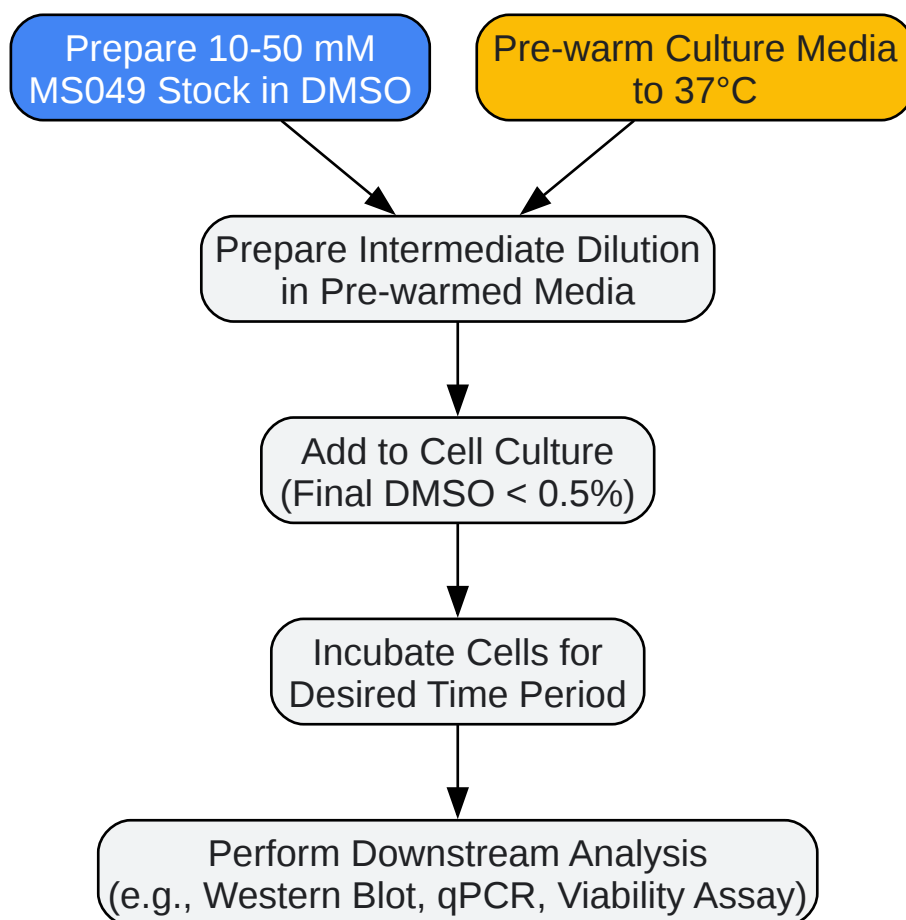 Prepare 10-50 mM
MS049 Stock in DMSO
Pre-warm Culture Media
to 37°C
Prepare Intermediate Dilution
in Pre-warmed Media
Add to Cell Culture
(Final DMSO < 0.5%)
Incubate Cells for
Desired Time Period
Perform Downstream Analysis
(e.g., Western Blot, qPCR, Viability Assay)